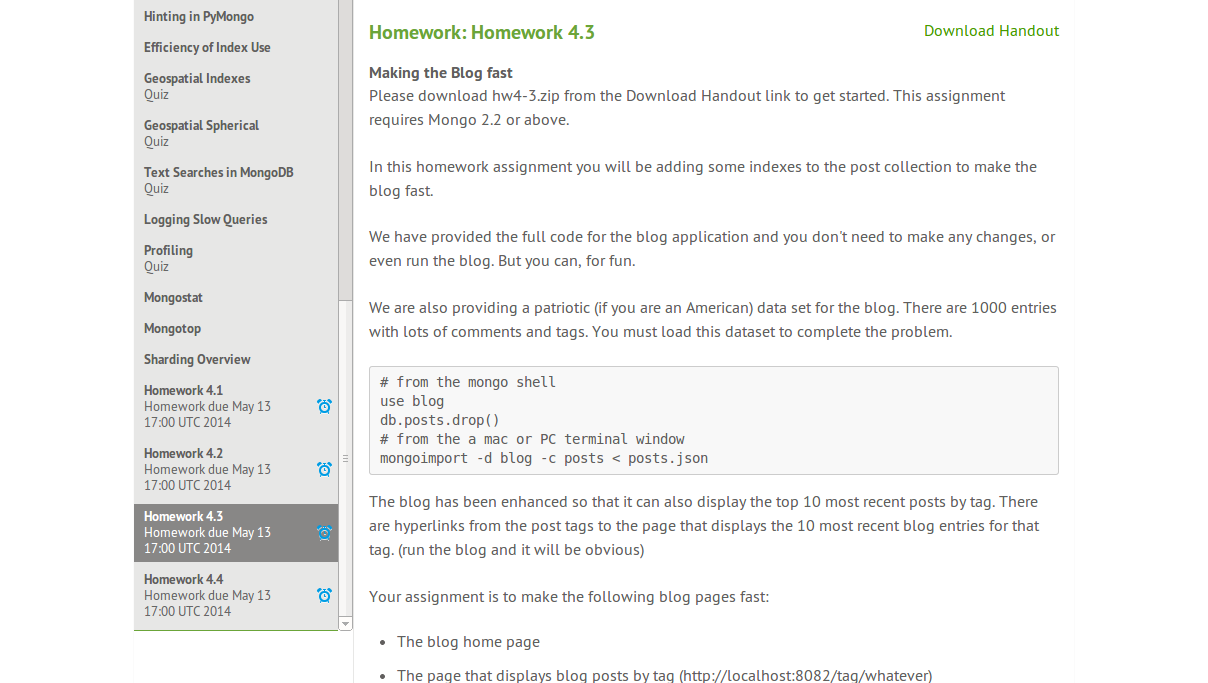 Hinting in PyMongo
Efficiency of Index Use
Geospatial Indexes
Quiz
Geospatial Spherical
Quiz
Text Searches in MongoDB
Quiz
Logging Slow Queries
Profiling
Quiz
Mongostat
Mongotop
Sharding Overview
Homework 4.1
Homework due May 13
17:00 UTC 2014
Homework 4.2
Homework due May 13
17:00 UTC 2014
Homework 4.3
Homework due May 13
17:00 UTC 2014
Homework 4.4
Homework due May 13
17:00 UTC 2014
Homework: Homework 4.3
Download Handout
Making the Blog fast
Please download hw4-3.zip from the Download Handout link to get started. This assignment
requires Mongo 2.2 or above.
In this homework assignment you will be adding some indexes to the post collection to make the
blog fast.
We have provided the full code for the blog application and you don't need to make any changes, or
even run the blog. But you can, for fun.
We are also providing a patriotic (if you are an American) data set for the blog. There are 1000 entries
with lots of comments and tags. You must load this dataset to complete the problem.
# from the mongo shell
use blog
db.posts.drop()
# from the a mac or PC terminal window
mongoimport -d blog -c posts < posts.json
The blog has been enhanced so that it can also display the top 10 most recent posts by tag. There
are hyperlinks from the post tags to the page that displays the 10 most recent blog entries for that
tag. (run the blog and it will be obvious)
Your assignment is to make the following blog pages fast:
• The blog home page
• The page that displays blog posts by tag (http://localhost:8082/tag/whatever)